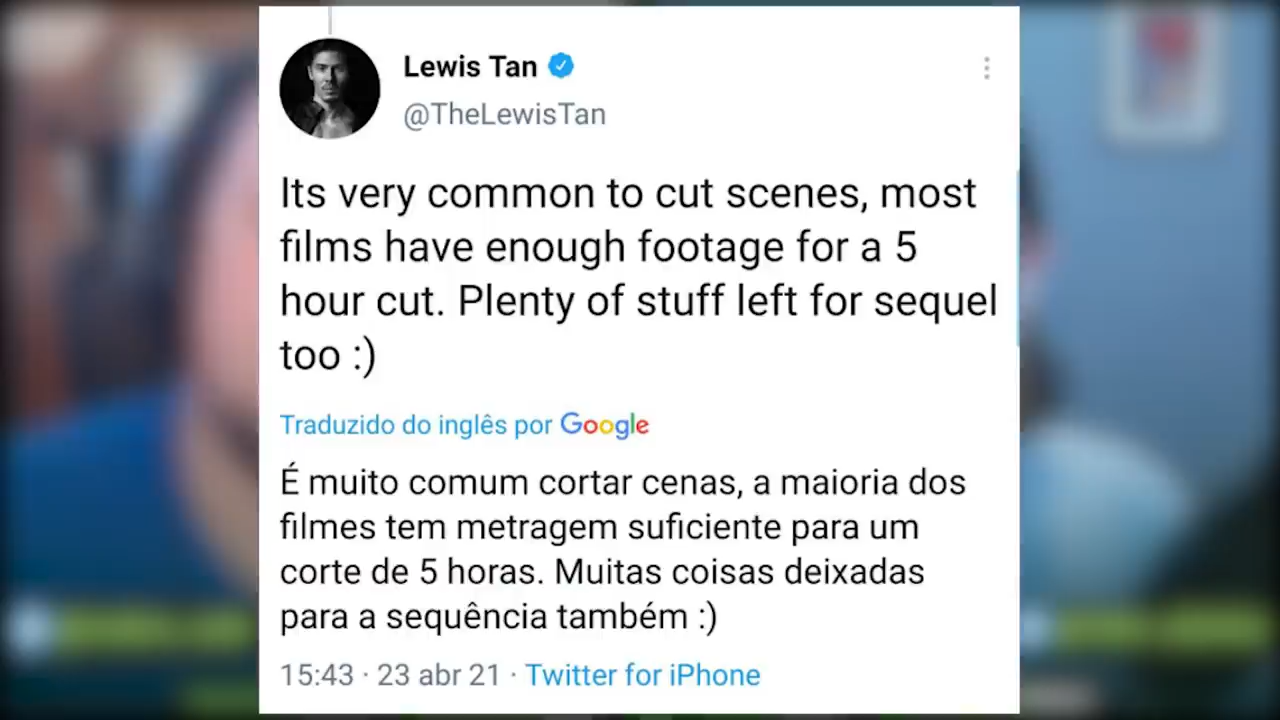 Lewis Tan
@TheLewisTan
Its very common to cut scenes, most
films have enough footage for a 5
hour cut. Plenty of stuff left for sequel
too :)
Traduzido do inglês por Google
É muito comum cortar cenas, a maioria dos
filmes tem metragem suficiente para um
corte de 5 horas. Muitas coisas deixadas
para a sequência também :)
15:43 · 23 abr 21 · Twitter for iPhone